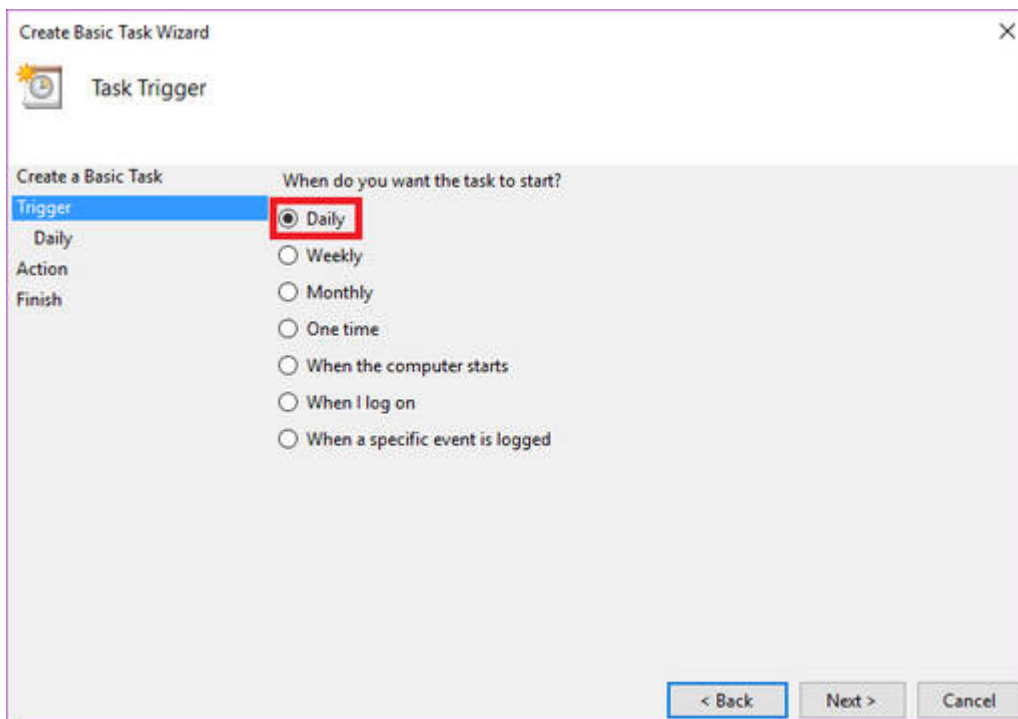 Create Basic Task Wizard
Task Trigger
Create a Basic Task
Trigger
Daily
Action
Finish
When do you want the task to start?
Daily
Weekly
Monthly
One time
When the computer starts
When I log on
When a specific event is logged
< Back
Next >
Cancel